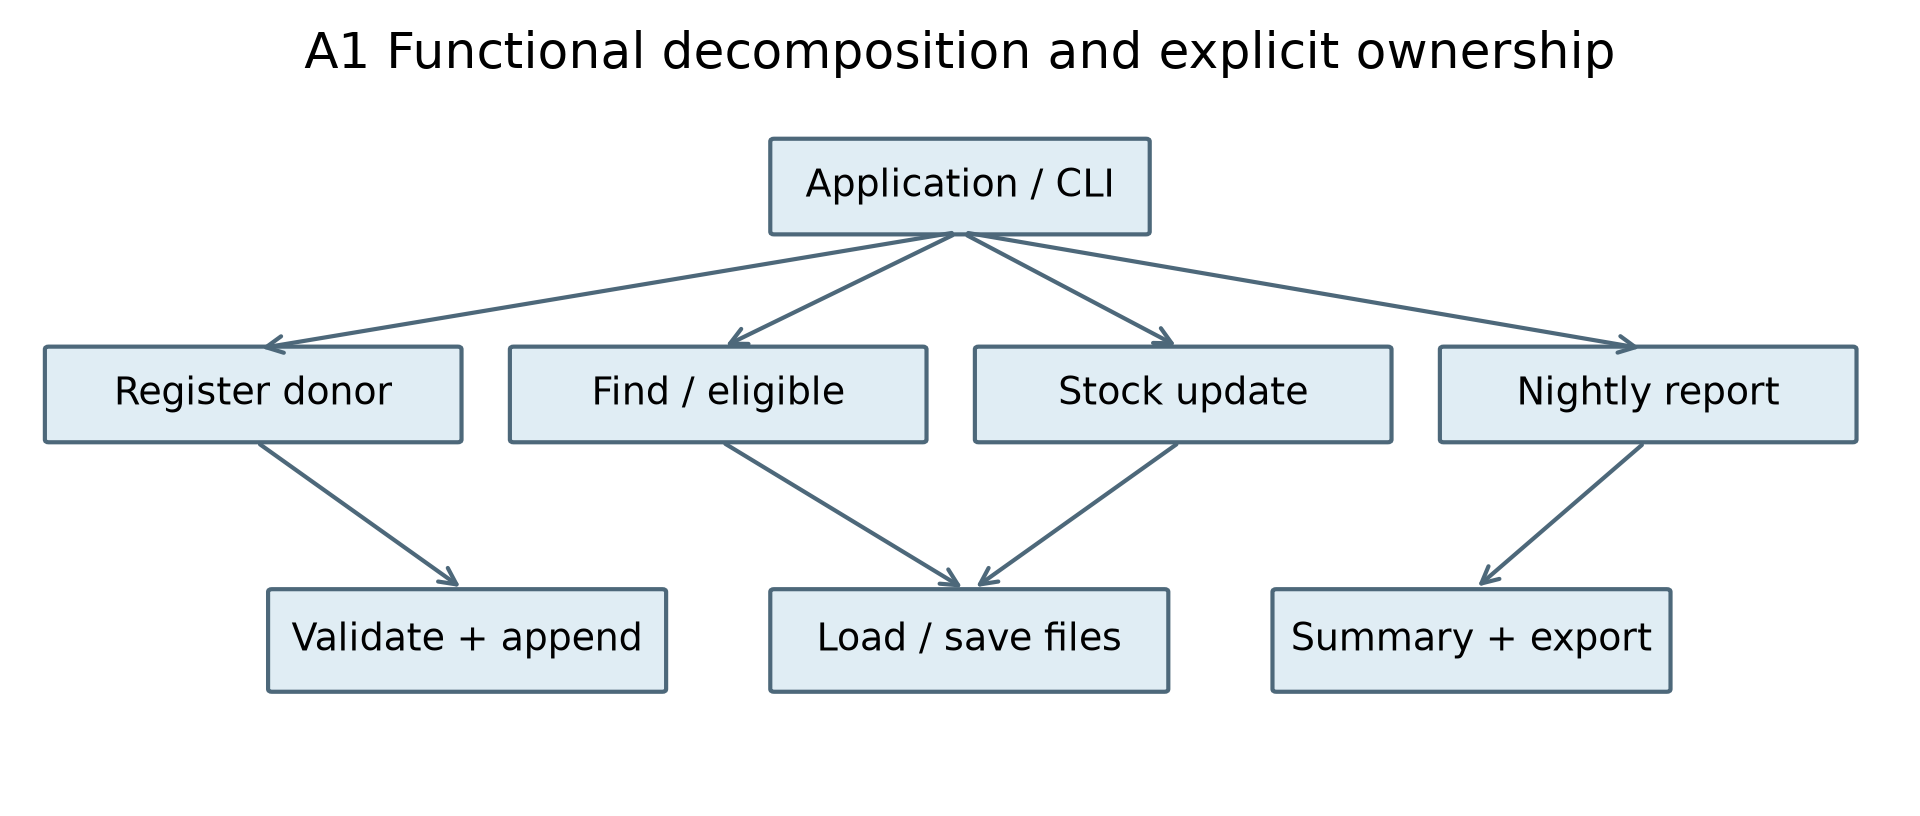 A1 Functional decomposition and explicit ownership
Application / CLI
Register donor
Find / eligible
Stock update
Nightly report
Validate + append
Load / save files
Summary + export